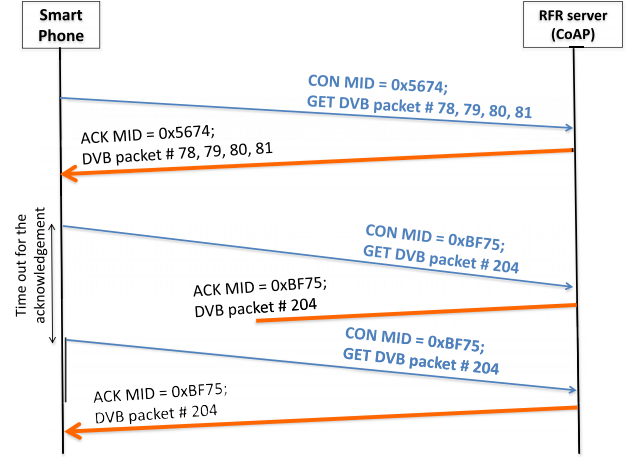 Smart
Phone
RFR server
(CoAP)
CON MID = 0x5674;
GET DVB packet # 78, 79, 80, 81
ACK MID = 0x5674;
DVB packet # 78, 79, 80, 81
Time out for the
acknowledgement
CON MID = 0xBF75;
GET DVB packet # 204
ACK MID = 0xBF75;
DVB packet # 204
CON MID = 0xBF75;
GET DVB packet # 204
ACK MID = 0xBF75;
DVB packet # 204